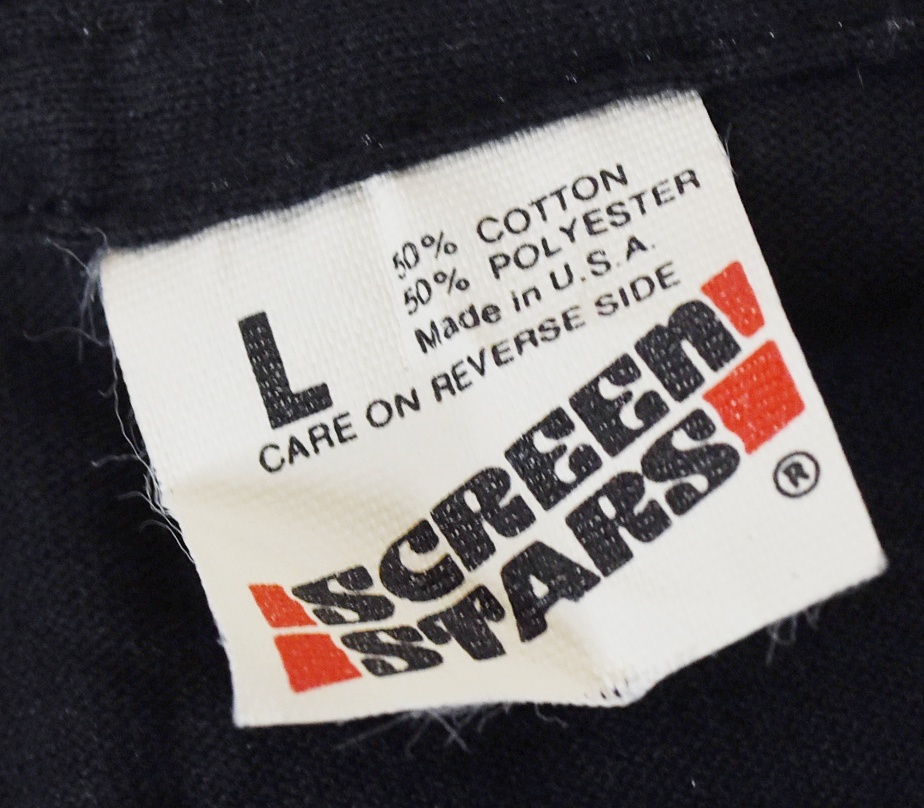 50% COTTON
50% POLYESTER
Made in U.S.A.
L
CARE ON REVERSE SIDE
SCREEN
STARS
®